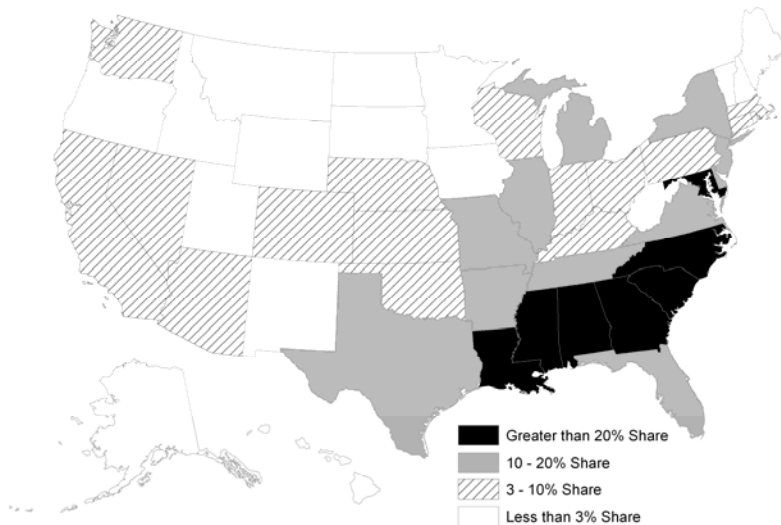 Greater than 20% Share
10 - 20% Share
3 - 10% Share
Less than 3% Share